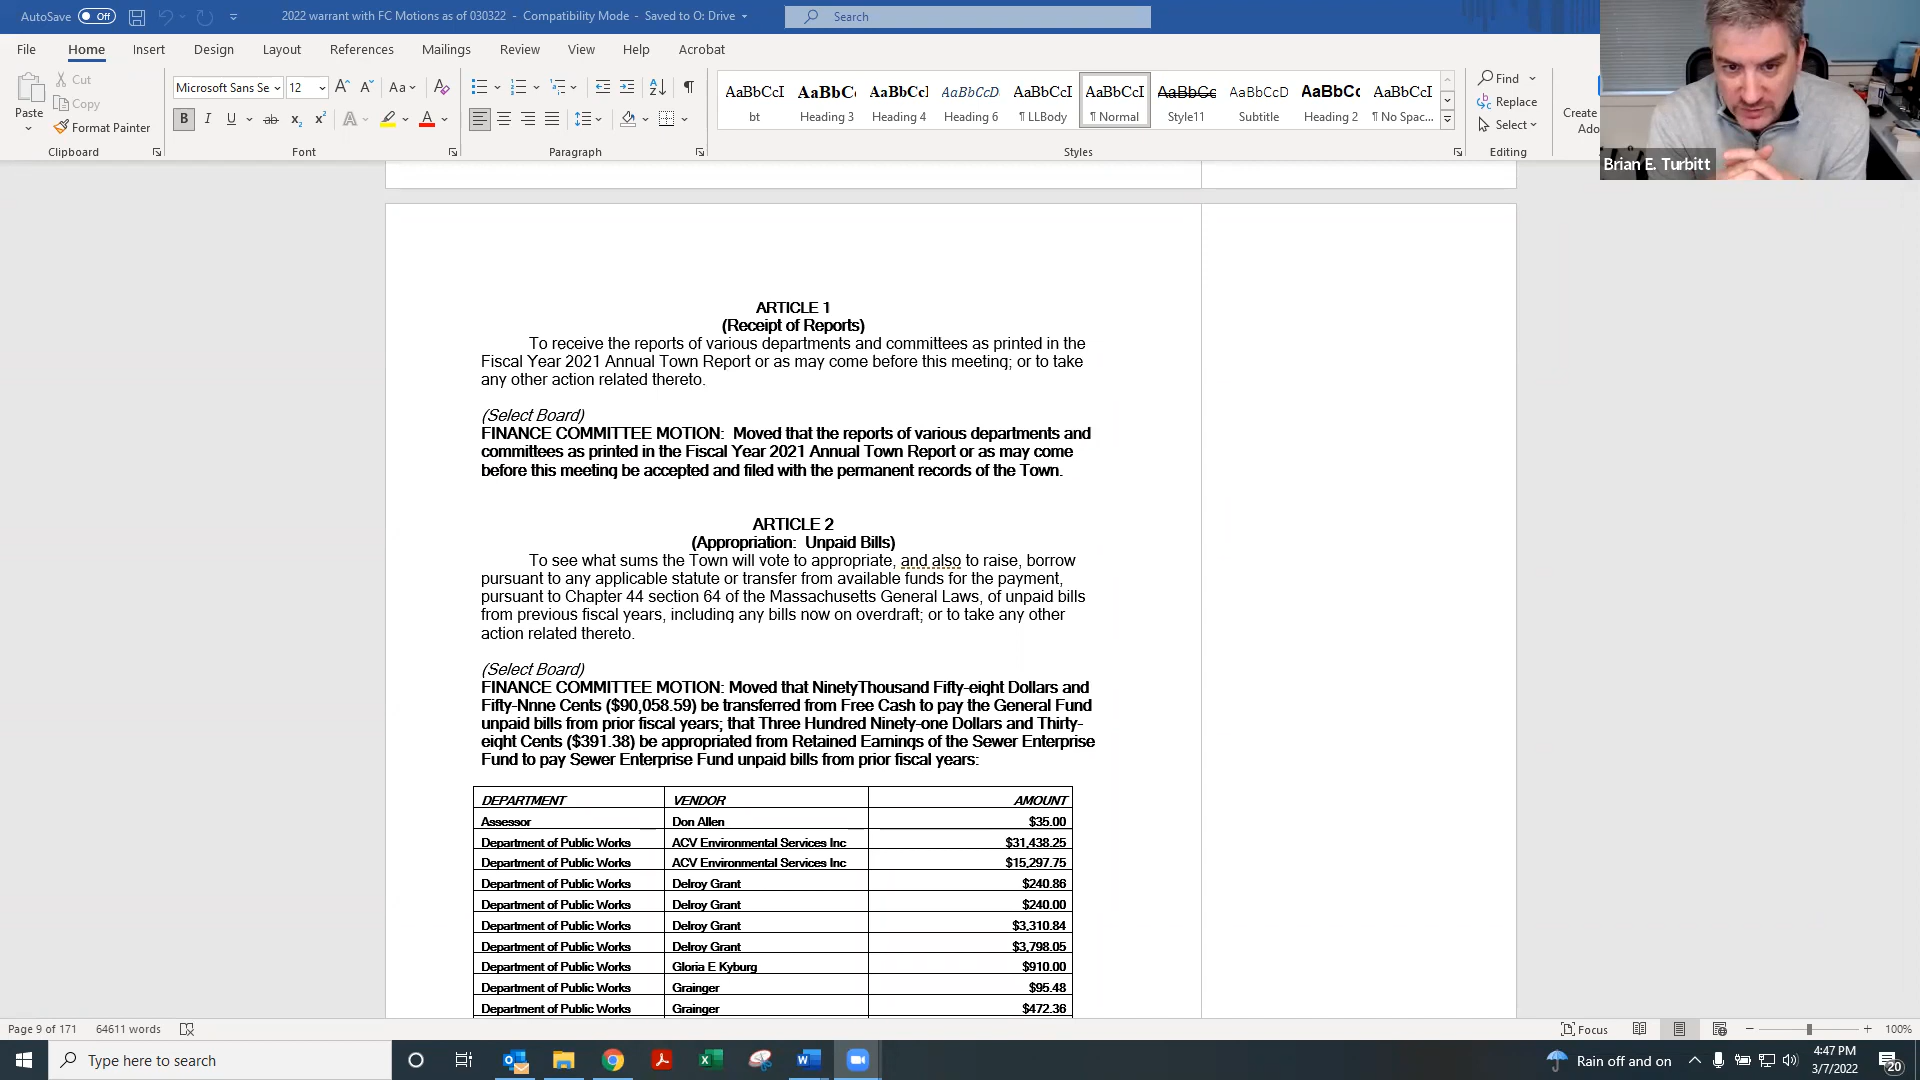 AutoSave Off 2022 warrant with FC Motions as of 030322 - Compatibility Mode - Saved to O: Drive Search
File Home Insert Design Layout References Mailings Review View Help Acrobat
Paste Cut Copy Format Painter
Microsoft Sans Se 12
Find Replace Select
Create
Ado
AaBbCcI AaBbC AaBbCcI AaBbCcD AaBbCcI AaBbCcI AaBbCc AaBbCcD AaBbCc AaBbCcI
bt Heading 3 Heading 4 Heading 6 ¶ LLBody ¶ Normal Style11 Subtitle Heading 2 ¶ No Spac...
Clipboard Font Paragraph Styles Editing
Brian E. Turbitt
ARTICLE 1
(Receipt of Reports)
To receive the reports of various departments and committees as printed in the
Fiscal Year 2021 Annual Town Report or as may come before this meeting; or to take
any other action related thereto.
(Select Board)
FINANCE COMMITTEE MOTION: Moved that the reports of various departments and
committees as printed in the Fiscal Year 2021 Annual Town Report or as may come
before this meeting be accepted and filed with the permanent records of the Town.
ARTICLE 2
(Appropriation: Unpaid Bills)
To see what sums the Town will vote to appropriate, and also to raise, borrow
pursuant to any applicable statute or transfer from available funds for the payment,
pursuant to Chapter 44 section 64 of the Massachusetts General Laws, of unpaid bills
from previous fiscal years, including any bills now on overdraft; or to take any other
action related thereto.
(Select Board)
FINANCE COMMITTEE MOTION: Moved that NinetyThousand Fifty-eight Dollars and
Fifty-Nnne Cents ($90,058.59) be transferred from Free Cash to pay the General Fund
unpaid bills from prior fiscal years; that Three Hundred Ninety-one Dollars and Thirty-
eight Cents ($391.38) be appropriated from Retained Earnings of the Sewer Enterprise
Fund to pay Sewer Enterprise Fund unpaid bills from prior fiscal years:
DEPARTMENT VENDOR AMOUNT
Assessor Don Allen $35.00
Department of Public Works ACV Environmental Services Inc $31,438.25
Department of Public Works ACV Environmental Services Inc $15,297.75
Department of Public Works Delroy Grant $240.86
Department of Public Works Delroy Grant $240.00
Department of Public Works Delroy Grant $3,310.84
Department of Public Works Delroy Grant $3,798.05
Department of Public Works Gloria E Kyburg $910.00
Department of Public Works Grainger $95.48
Department of Public Works Grainger $472.36
Page 9 of 171 64611 words Focus 100%
Type here to search Rain off and on 4:47 PM
3/7/2022 20